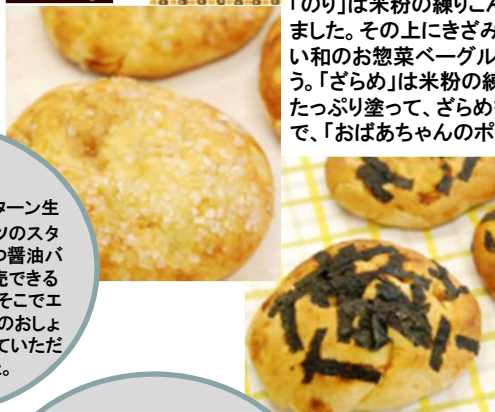 「のり」は米粉の練りこん
ました。その上にきざみ
い和のお惣菜ベーグル
う。「ざらめ」は米粉の練
たっぷり塗って、ざらめ
で、「おばあちゃんのポ
ターン生
ツのスタ
つ醤油バ
売できる
そこでエ
のおしょ
ていただ
。